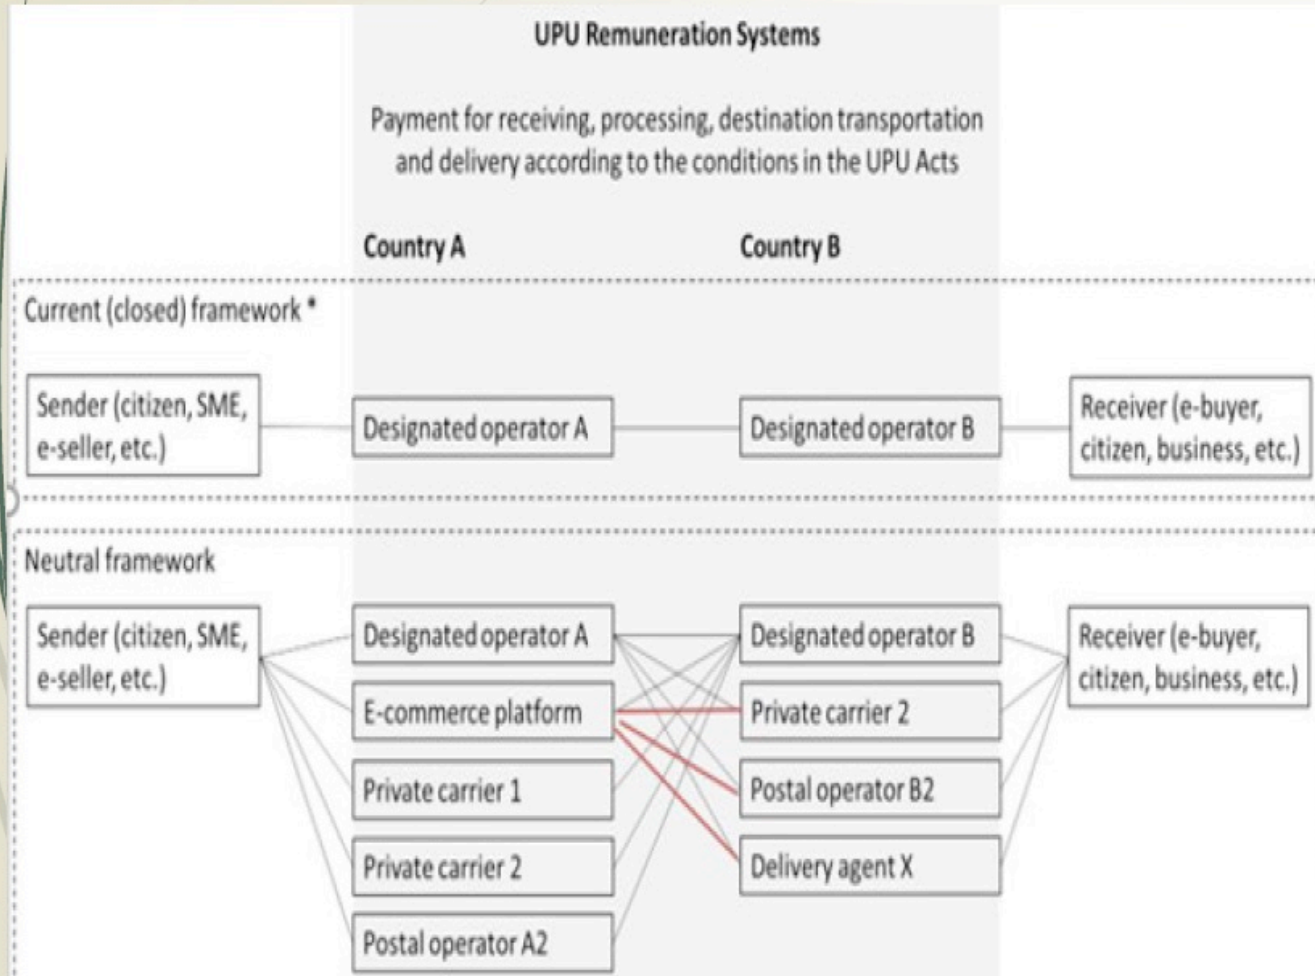 UPU Remuneration Systems
Payment for receiving, processing, destination transportation
and delivery according to the conditions in the UPU Acts
Country A
Country B
Current (closed) framework *
Sender (citizen, SME,
e-seller, etc.)
Designated operator A
Designated operator B
Receiver (e-buyer,
citizen, business, etc.)
Neutral framework
Sender (citizen, SME,
e-seller, etc.)
Designated operator A
Designated operator B
Receiver (e-buyer,
citizen, business, etc.)
E-commerce platform
Private carrier 2
Private carrier 1
Postal operator B2
Private carrier 2
Delivery agent X
Postal operator A2